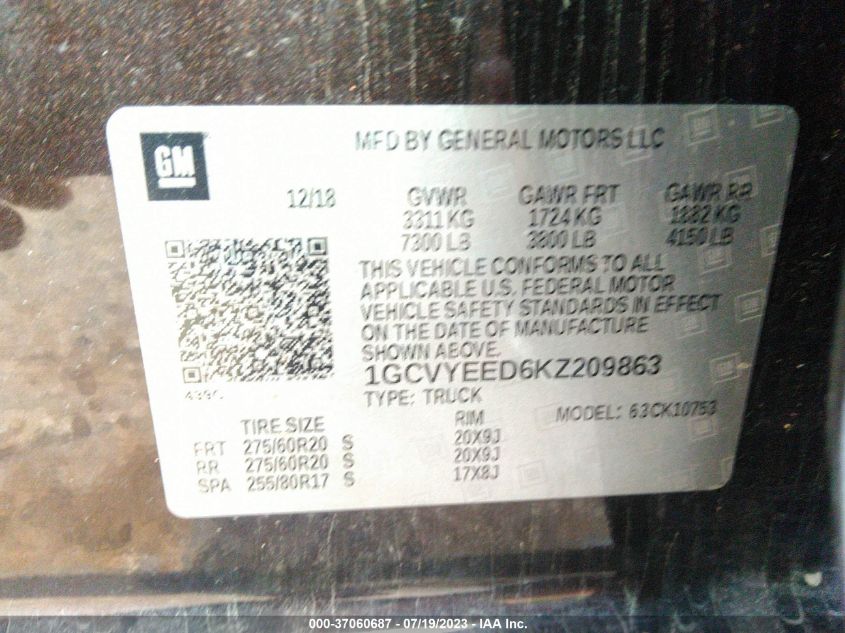 GM
MFD BY GENERAL MOTORS LLC
12/18 GVWR GAWR FRT GAWR RR
3311 KG 1724 KG 1882 KG
7300 LB 3800 LB 4150 LB
THIS VEHICLE CONFORMS TO ALL
APPLICABLE U.S. FEDERAL MOTOR
VEHICLE SAFETY STANDARDS IN EFFECT
ON THE DATE OF MANUFACTURE
SHOWN ABOVE.
439C
1GCVYEED6KZ209863
TYPE: TRUCK
MODEL: 63CK10753
TIRE SIZE RIM
FRT 275/60R20 S 20X9J
RR 275/60R20 S 20X9J
SPA 255/80R17 S 17X8J
000-37060687 - 07/19/2023 - IAA Inc.